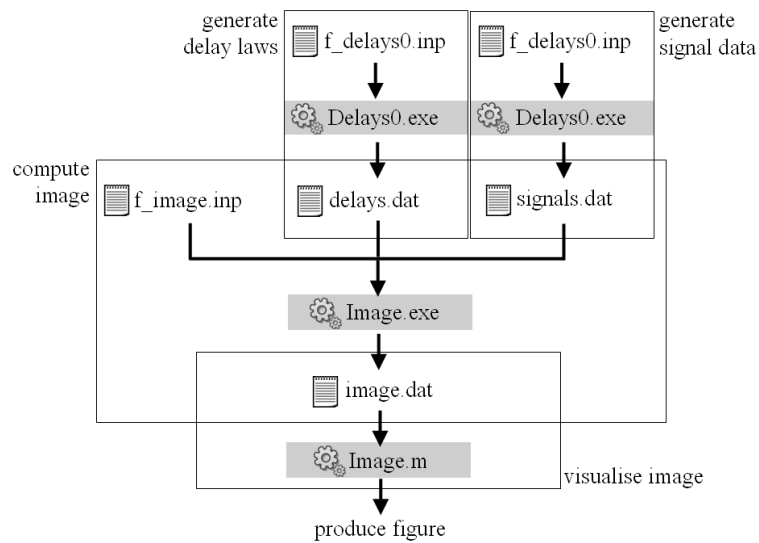 generate
delay laws
f_delays0.inp
f_delays0.inp
generate
signal data
Delays0.exe
Delays0.exe
compute
image
f_image.inp
delays.dat
signals.dat
Image.exe
image.dat
Image.m
visualise image
produce figure